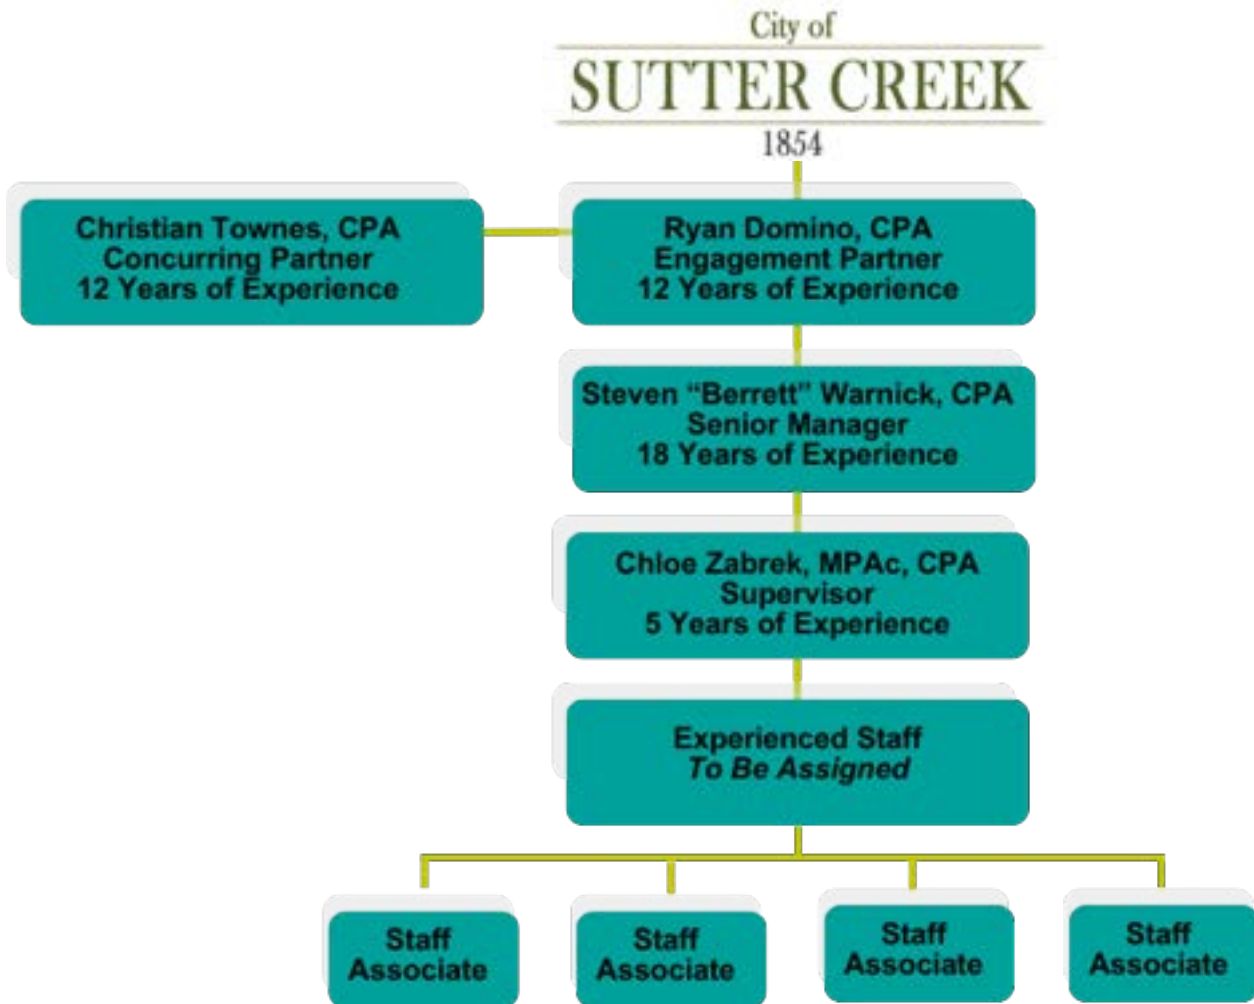 City of
SUTTER CREEK
1854
Christian Townes, CPA
Concurring Partner
12 Years of Experience
Ryan Domino, CPA
Engagement Partner
12 Years of Experience
Steven “Berrett” Warnick, CPA
Senior Manager
18 Years of Experience
Chloe Zabrek, MPAc, CPA
Supervisor
5 Years of Experience
Experienced Staff
To Be Assigned
Staff
Associate
Staff
Associate
Staff
Associate
Staff
Associate